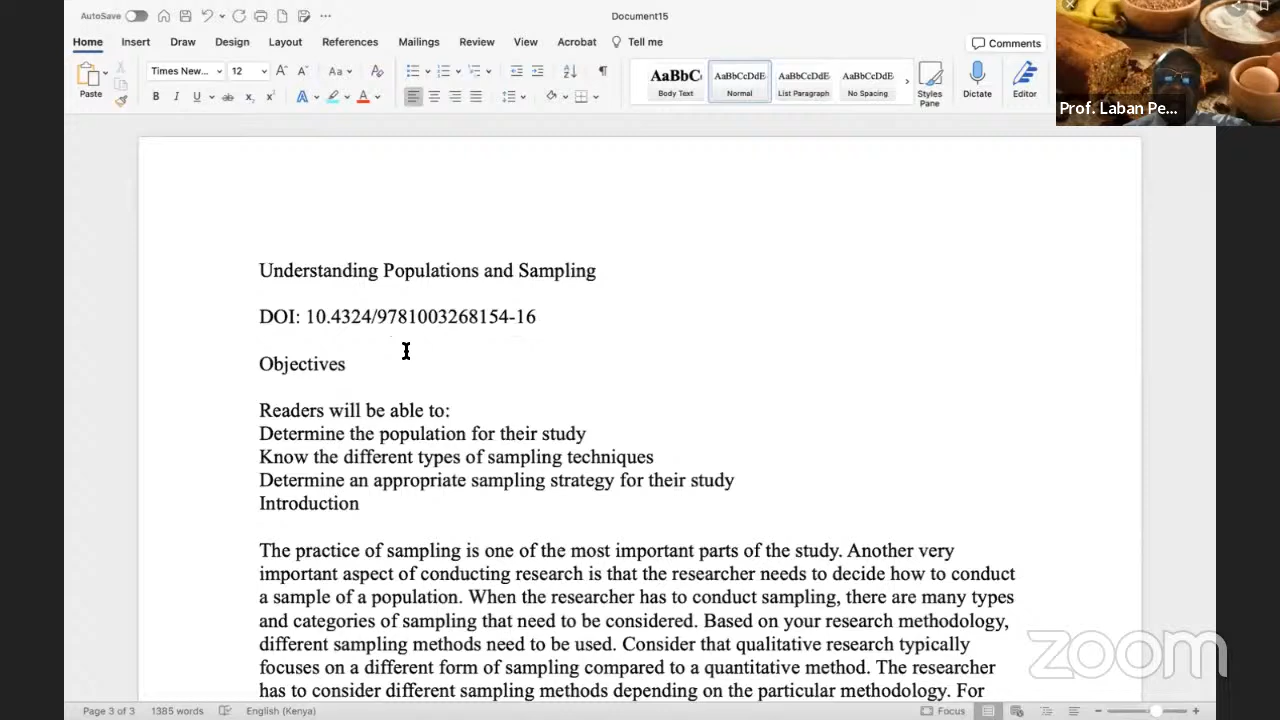 AutoSave
Document15
Home Insert Draw Design Layout References Mailings Review View Acrobat Tell me
Comments
Paste
Times New... 12
Aa
B I U ab x₂ x² A A
AaBbC AaBbCcDdE AaBbCcDdE AaBbCcDdE
Body Text Normal List Paragraph No Spacing
Styles Pane
Dictate
Editor
Prof. Laban Pe...
Understanding Populations and Sampling
DOI: 10.4324/9781003268154-16
Objectives
Readers will be able to:
Determine the population for their study
Know the different types of sampling techniques
Determine an appropriate sampling strategy for their study
Introduction
The practice of sampling is one of the most important parts of the study. Another very
important aspect of conducting research is that the researcher needs to decide how to conduct
a sample of a population. When the researcher has to conduct sampling, there are many types
and categories of sampling that need to be considered. Based on your research methodology,
different sampling methods need to be used. Consider that qualitative research typically
focuses on a different form of sampling compared to a quantitative method. The researcher
has to consider different sampling methods depending on the particular methodology. For
zoom
Page 3 of 3 1385 words English (Kenya) Focus